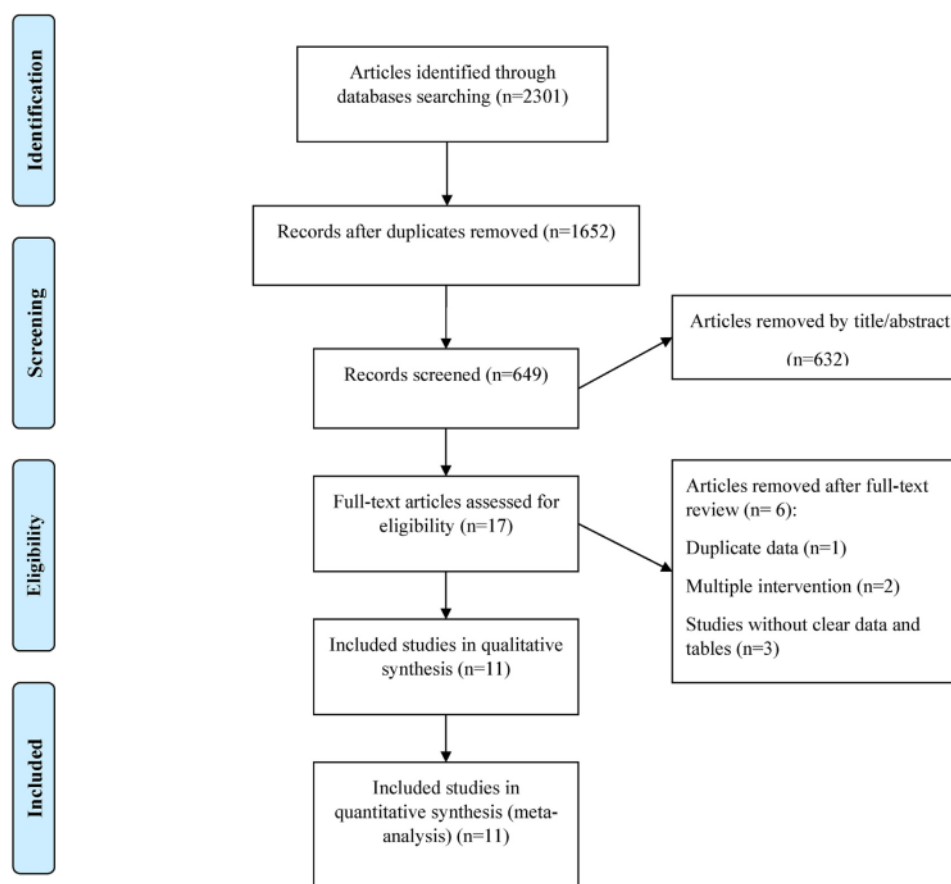 Identification
Articles identified through
databases searching (n=2301)
Records after duplicates removed (n=1652)
Screening
Records screened (n=649)
Articles removed by title/abstract
(n=632)
Eligibility
Full-text articles assessed for
eligibility (n=17)
Articles removed after full-text
review (n= 6):
Duplicate data (n=1)
Multiple intervention (n=2)
Studies without clear data and
tables (n=3)
Included studies in qualitative
synthesis (n=11)
Included
Included studies in
quantitative synthesis (meta-
analysis) (n=11)